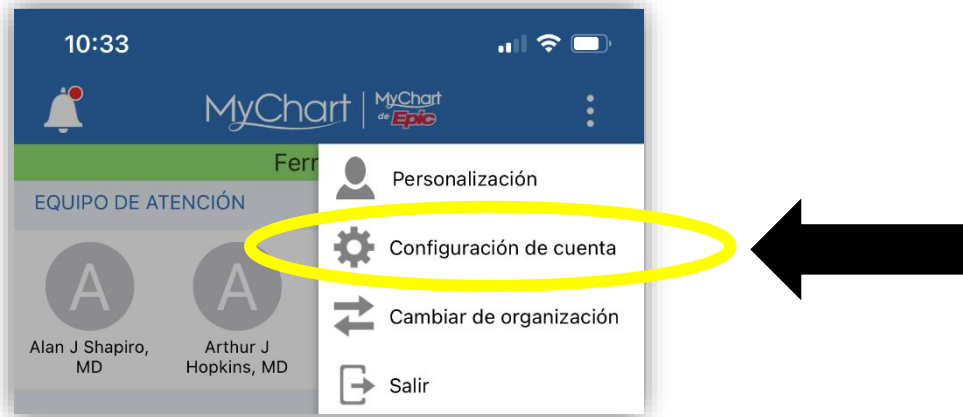 10:33
MyChart | MyChart
de Epic
Ferr
Personalización
EQUIPO DE ATENCIÓN
Configuración de cuenta
A A
Cambiar de organización
Alan J Shapiro, MD
Arthur J Hopkins, MD
Salir